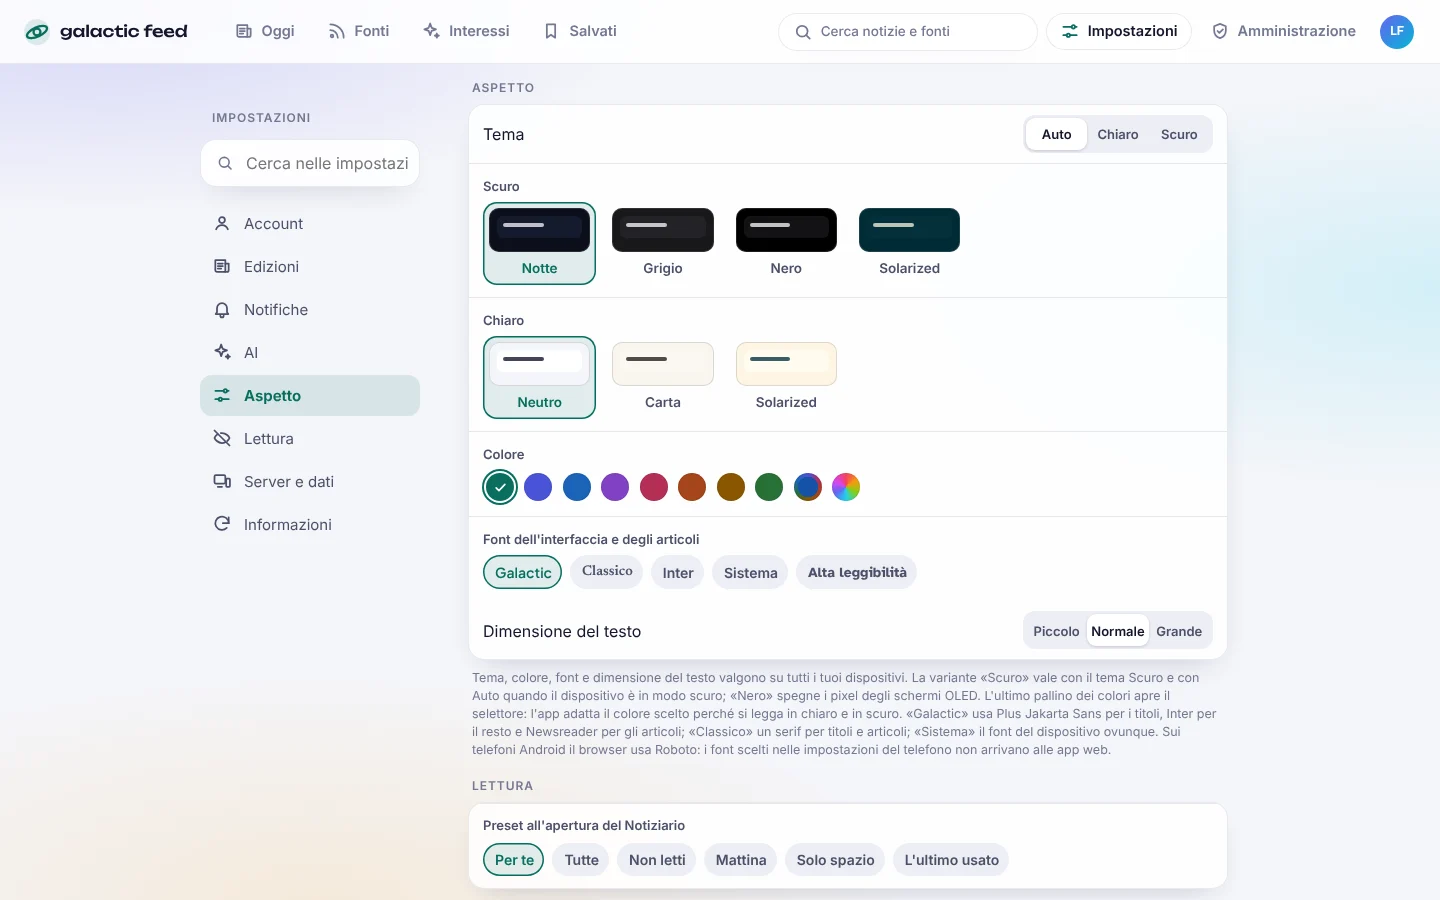 galactic feed
Oggi
Fonti
Interessi
Salvati
Cerca notizie e fonti
Impostazioni
Amministrazione
LF
IMPOSTAZIONI
Cerca nelle impostazi
Account
Edizioni
Notifiche
AI
Aspetto
Lettura
Server e dati
Informazioni
ASPETTO
Tema
Auto
Chiaro
Scuro
Scuro
Notte
Grigio
Nero
Solarized
Chiaro
Neutro
Carta
Solarized
Colore
Font dell'interfaccia e degli articoli
Galactic
Classico
Inter
Sistema
Alta leggibilità
Dimensione del testo
Piccolo
Normale
Grande
Tema, colore, font e dimensione del testo valgono su tutti i tuoi dispositivi. La variante «Scuro» vale con il tema Scuro e con
Auto quando il dispositivo è in modo scuro; «Nero» spegne i pixel degli schermi OLED. L'ultimo pallino dei colori apre il
selettore: l'app adatta il colore scelto perché si legga in chiaro e in scuro. «Galactic» usa Plus Jakarta Sans per i titoli, Inter per
il resto e Newsreader per gli articoli; «Classico» un serif per titoli e articoli; «Sistema» il font del dispositivo ovunque. Sui
telefoni Android il browser usa Roboto: i font scelti nelle impostazioni del telefono non arrivano alle app web.
LETTURA
Preset all'apertura del Notiziario
Per te
Tutte
Non letti
Mattina
Solo spazio
L'ultimo usato